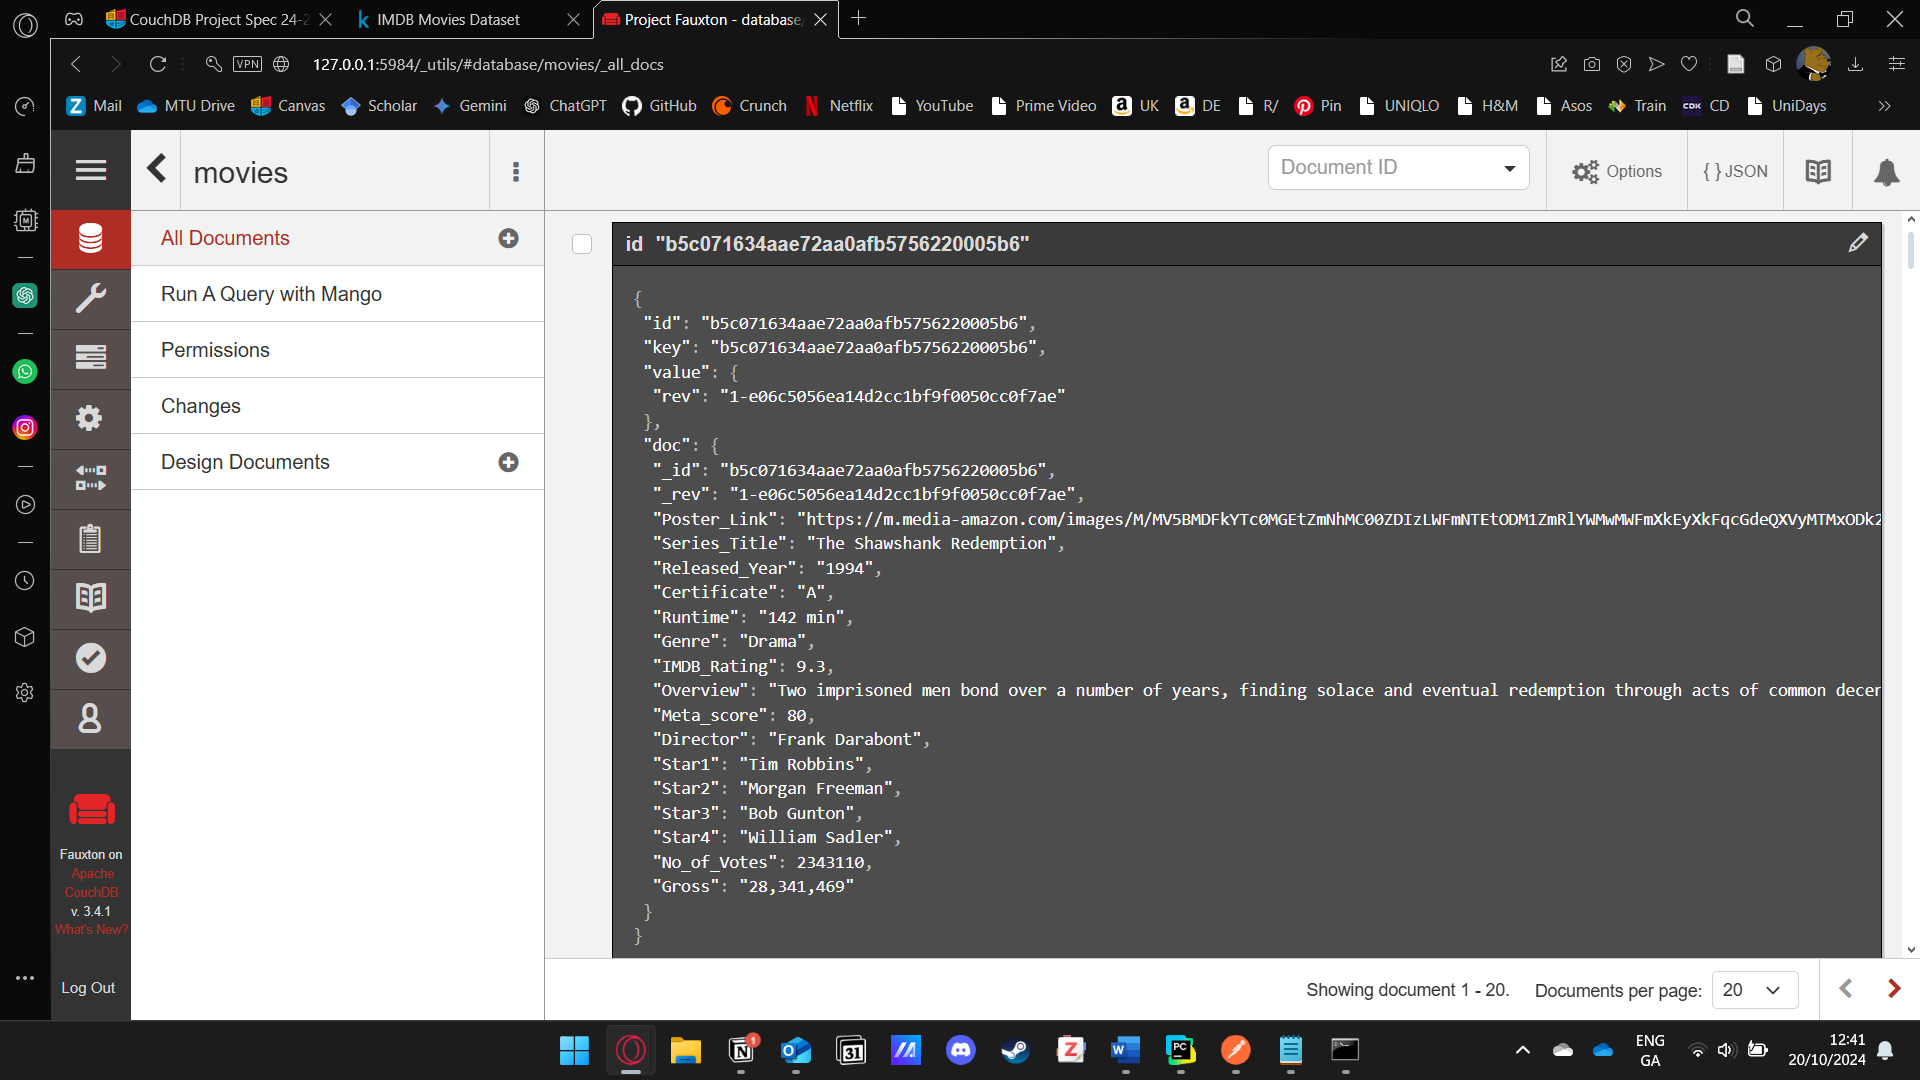 CouchDB Project Spec 24-2
IMDB Movies Dataset
Project Fauxton - database/
VPN
127.0.0.1:5984/_utils/#database/movies/_all_docs
Mail
MTU Drive
Canvas
Scholar
Gemini
ChatGPT
GitHub
Crunch
Netflix
YouTube
Prime Video
UK
DE
R/
Pin
UNIQLO
H&M
Asos
Train
CDK CD
UniDays
movies
Document ID
Options
{ } JSON
All Documents
Run A Query with Mango
Permissions
Changes
Design Documents
id "b5c071634aae72aa0afb5756220005b6"
{
"id": "b5c071634aae72aa0afb5756220005b6",
"key": "b5c071634aae72aa0afb5756220005b6",
"value": {
"rev": "1-e06c5056ea14d2cc1bf9f0050cc0f7ae"
},
"doc": {
"_id": "b5c071634aae72aa0afb5756220005b6",
"_rev": "1-e06c5056ea14d2cc1bf9f0050cc0f7ae",
"Poster_Link": "https://m.media-amazon.com/images/M/MV5BMDFkYTc0MGEtZmNhMC00ZDIzLWFmNTEtODM1ZmRlYWMwMWFmXkEyXkFqcGdeQXVyMTMxODk2
"Series_Title": "The Shawshank Redemption",
"Released_Year": "1994",
"Certificate": "A",
"Runtime": "142 min",
"Genre": "Drama",
"IMDB_Rating": 9.3,
"Overview": "Two imprisoned men bond over a number of years, finding solace and eventual redemption through acts of common decen
"Meta_score": 80,
"Director": "Frank Darabont",
"Star1": "Tim Robbins",
"Star2": "Morgan Freeman",
"Star3": "Bob Gunton",
"Star4": "William Sadler",
"No_of_Votes": 2343110,
"Gross": "28,341,469"
}
}
Fauxton on
Apache
CouchDB
v. 3.4.1
What's New?
Log Out
Showing document 1 - 20.
Documents per page:
20
ENG
GA
12:41
20/10/2024